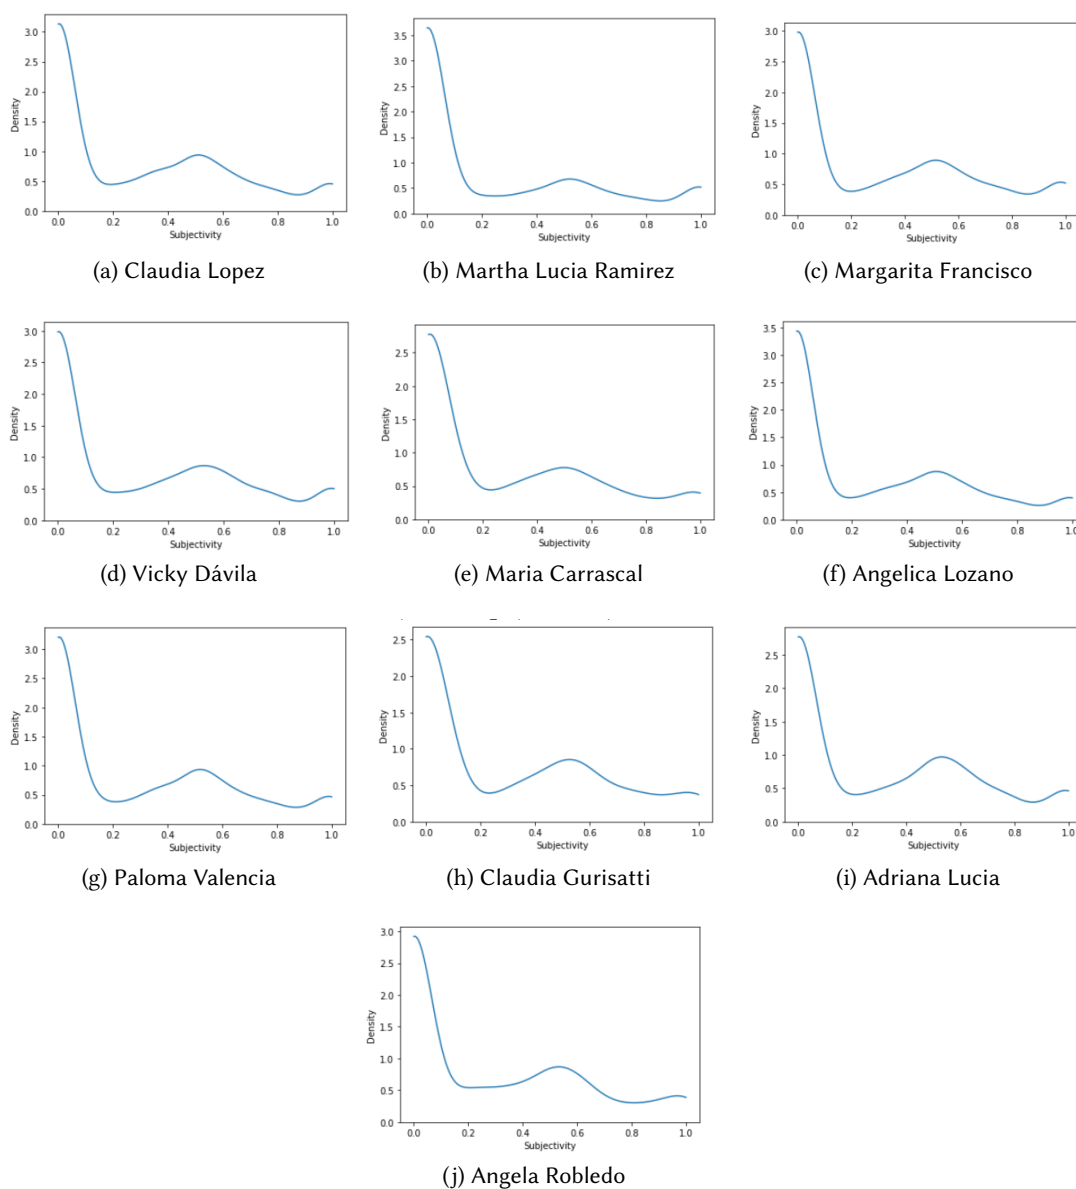 3.0
2.5
2.0
1.5
1.0
0.5
0.0
Density
0.0 0.2 0.4 0.6 0.8 1.0
Subjectivity
(a) Claudia Lopez
3.5
3.0
2.5
2.0
1.5
1.0
0.5
0.0
Density
0.0 0.2 0.4 0.6 0.8 1.0
Subjectivity
(b) Martha Lucia Ramirez
3.0
2.5
2.0
1.5
1.0
0.5
0.0
Density
0.0 0.2 0.4 0.6 0.8 1.0
Subjectivity
(c) Margarita Francisco
3.0
2.5
2.0
1.5
1.0
0.5
0.0
Density
0.0 0.2 0.4 0.6 0.8 1.0
Subjectivity
(d) Vicky Dávila
2.5
2.0
1.5
1.0
0.5
0.0
Density
0.0 0.2 0.4 0.6 0.8 1.0
Subjectivity
(e) Maria Carrascal
3.5
3.0
2.5
2.0
1.5
1.0
0.5
0.0
Density
0.0 0.2 0.4 0.6 0.8 1.0
Subjectivity
(f) Angelica Lozano
3.0
2.5
2.0
1.5
1.0
0.5
0.0
Density
0.0 0.2 0.4 0.6 0.8 1.0
Subjectivity
(g) Paloma Valencia
2.5
2.0
1.5
1.0
0.5
0.0
Density
0.0 0.2 0.4 0.6 0.8 1.0
Subjectivity
(h) Claudia Gurisatti
2.5
2.0
1.5
1.0
0.5
0.0
Density
0.0 0.2 0.4 0.6 0.8 1.0
Subjectivity
(i) Adriana Lucia
3.0
2.5
2.0
1.5
1.0
0.5
0.0
Density
0.0 0.2 0.4 0.6 0.8 1.0
Subjectivity
(j) Angela Robledo